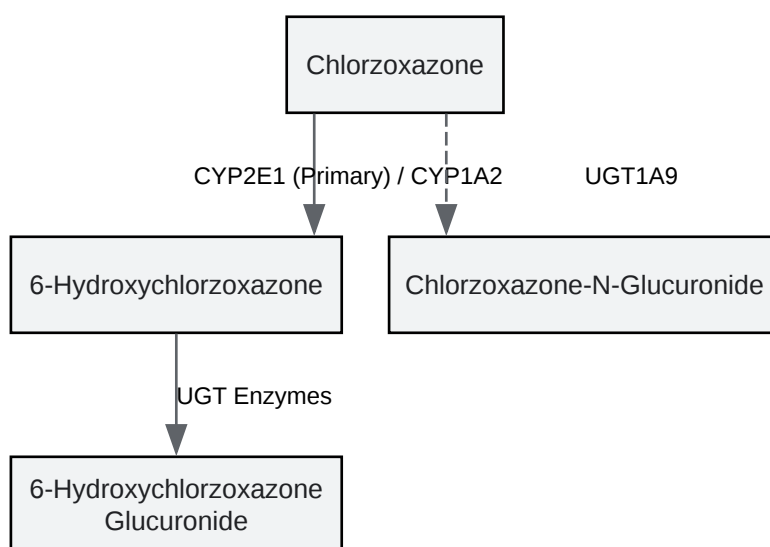 Chlorzoxazone
CYP2E1 (Primary) / CYP1A2
UGT1A9
6-Hydroxychlorzoxazone
Chlorzoxazone-N-Glucuronide
UGT Enzymes
6-Hydroxychlorzoxazone
Glucuronide